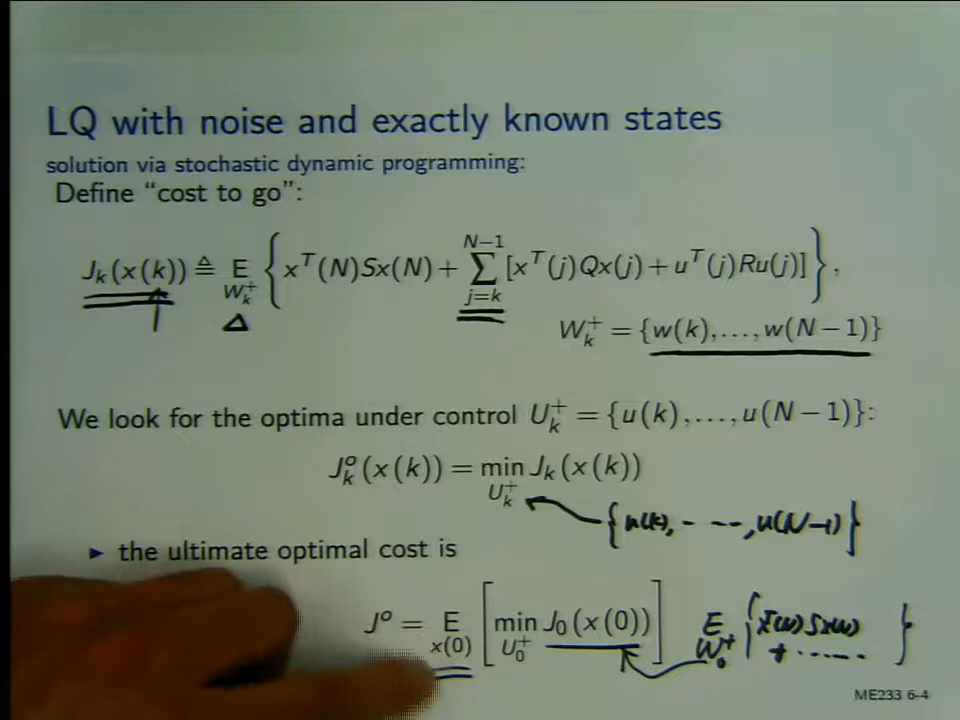 LQ with noise and exactly known states
solution via stochastic dynamic programming:
Define “cost to go”:
J_k(x(k)) ≜ E_{W_k^+} { x^T(N)Sx(N) + ∑_{j=k}^{N−1} [x^T(j)Qx(j) + u^T(j)Ru(j)] },
W_k^+ = {w(k), . . . , w(N − 1)}
We look for the optima under control U_k^+ = {u(k), . . . , u(N − 1)}:
J_k^o(x(k)) = min_{U_k^+} J_k(x(k))
{u(k), - - - -, u(N-1)}
▶ the ultimate optimal cost is
J^o = E_{x(0)} [ min_{U_0^+} J_0(x(0)) ] E_{W_0^+} { x^T(N) S x(N)
+ ...... }
ME233 6-4